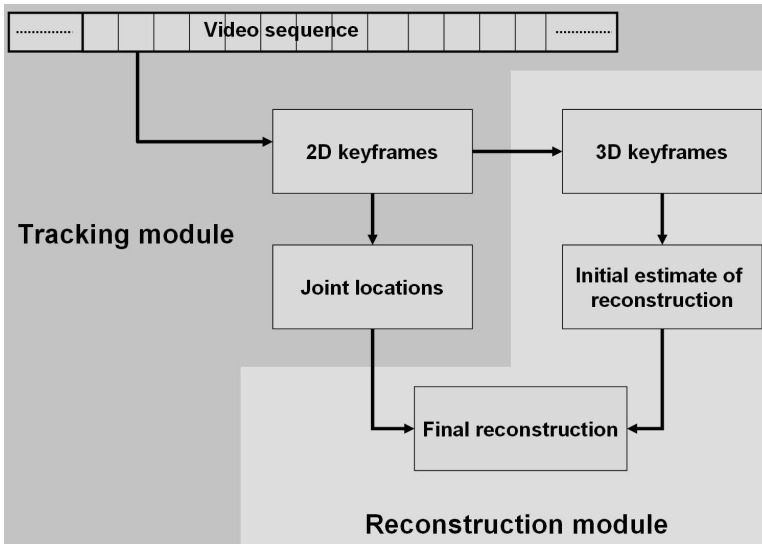 Video sequence
2D keyframes
3D keyframes
Tracking module
Joint locations
Initial estimate of
reconstruction
Final reconstruction
Reconstruction module